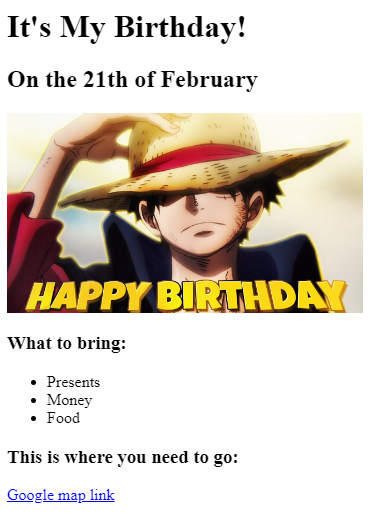 It's My Birthday!
On the 21th of February
HAPPY BIRTHDAY
What to bring:
Presents
Money
Food
This is where you need to go:
Google map link